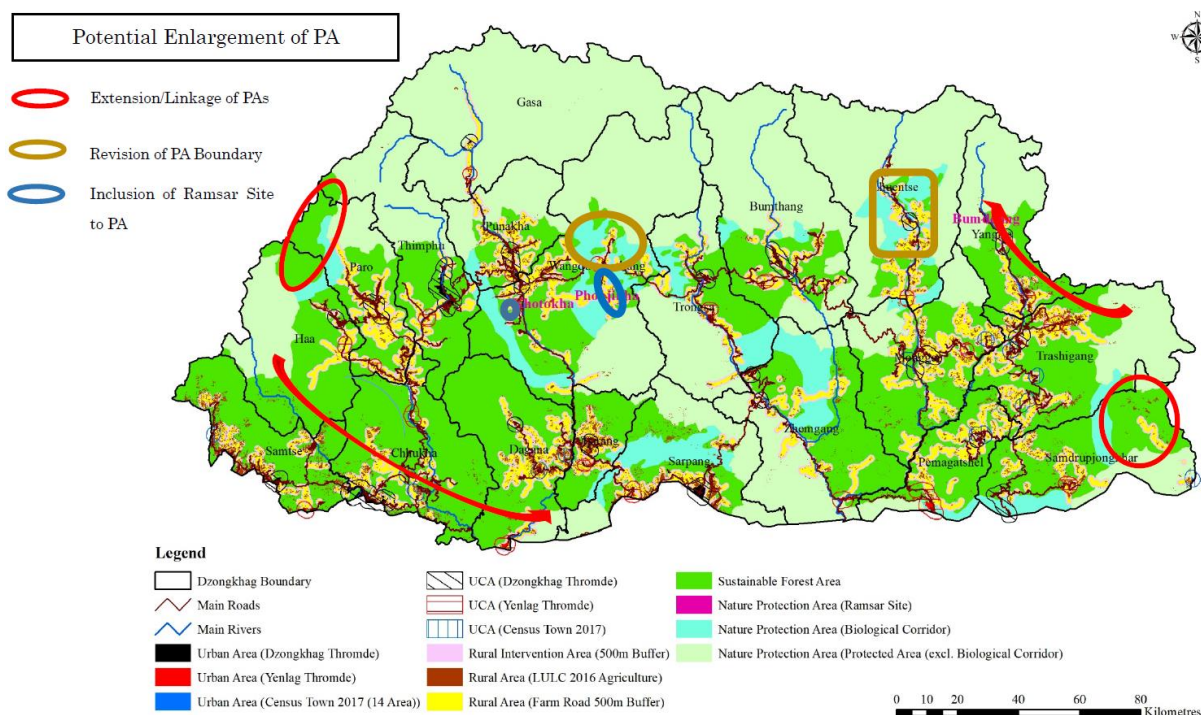 Potential Enlargement of PA
Extension/Linkage of PAs
Revision of PA Boundary
Inclusion of Ramsar Site
to PA
N
W
S
Gasa
Bumthang
Punakha
Thimphu
Paro
Haa
Trashigang
Samtse
Chhukha
Dagana
Sarpang
Zhemgang
Pemagatshel
Samdrupjongkhar
Legend
Dzongkhag Boundary
Main Roads
Main Rivers
Urban Area (Dzongkhag Thromde)
Urban Area (Yenlag Thromde)
Urban Area (Census Town 2017 (14 Area))
UCA (Dzongkhag Thromde)
UCA (Yenlag Thromde)
UCA (Census Town 2017)
Rural Intervention Area (500m Buffer)
Rural Area (LULC 2016 Agriculture)
Rural Area (Farm Road 500m Buffer)
Sustainable Forest Area
Nature Protection Area (Ramsar Site)
Nature Protection Area (Biological Corridor)
Nature Protection Area (Protected Area (excl. Biological Corridor)
0 5 10 20 30 40 60 80
Kilometres